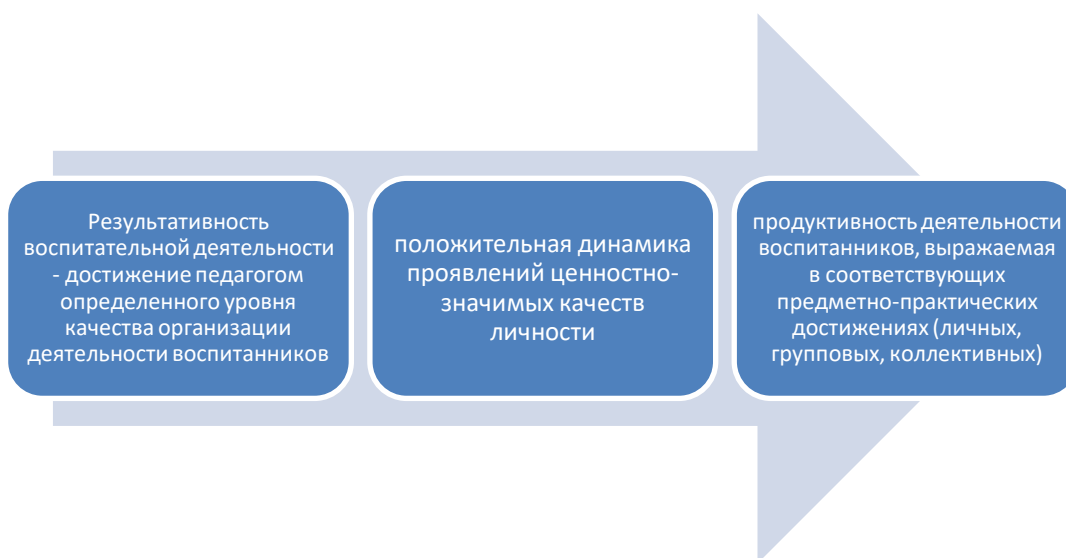 Результативность
воспитательной деятельности
- достижение педагогом
определенного уровня
качества организации
деятельности воспитанников
положительная динамика
проявлений ценностно-
значимых качеств
личности
продуктивность деятельности
воспитанников, выражаемая
в соответствующих
предметно-практических
достижениях (личных,
групповых, коллективных)